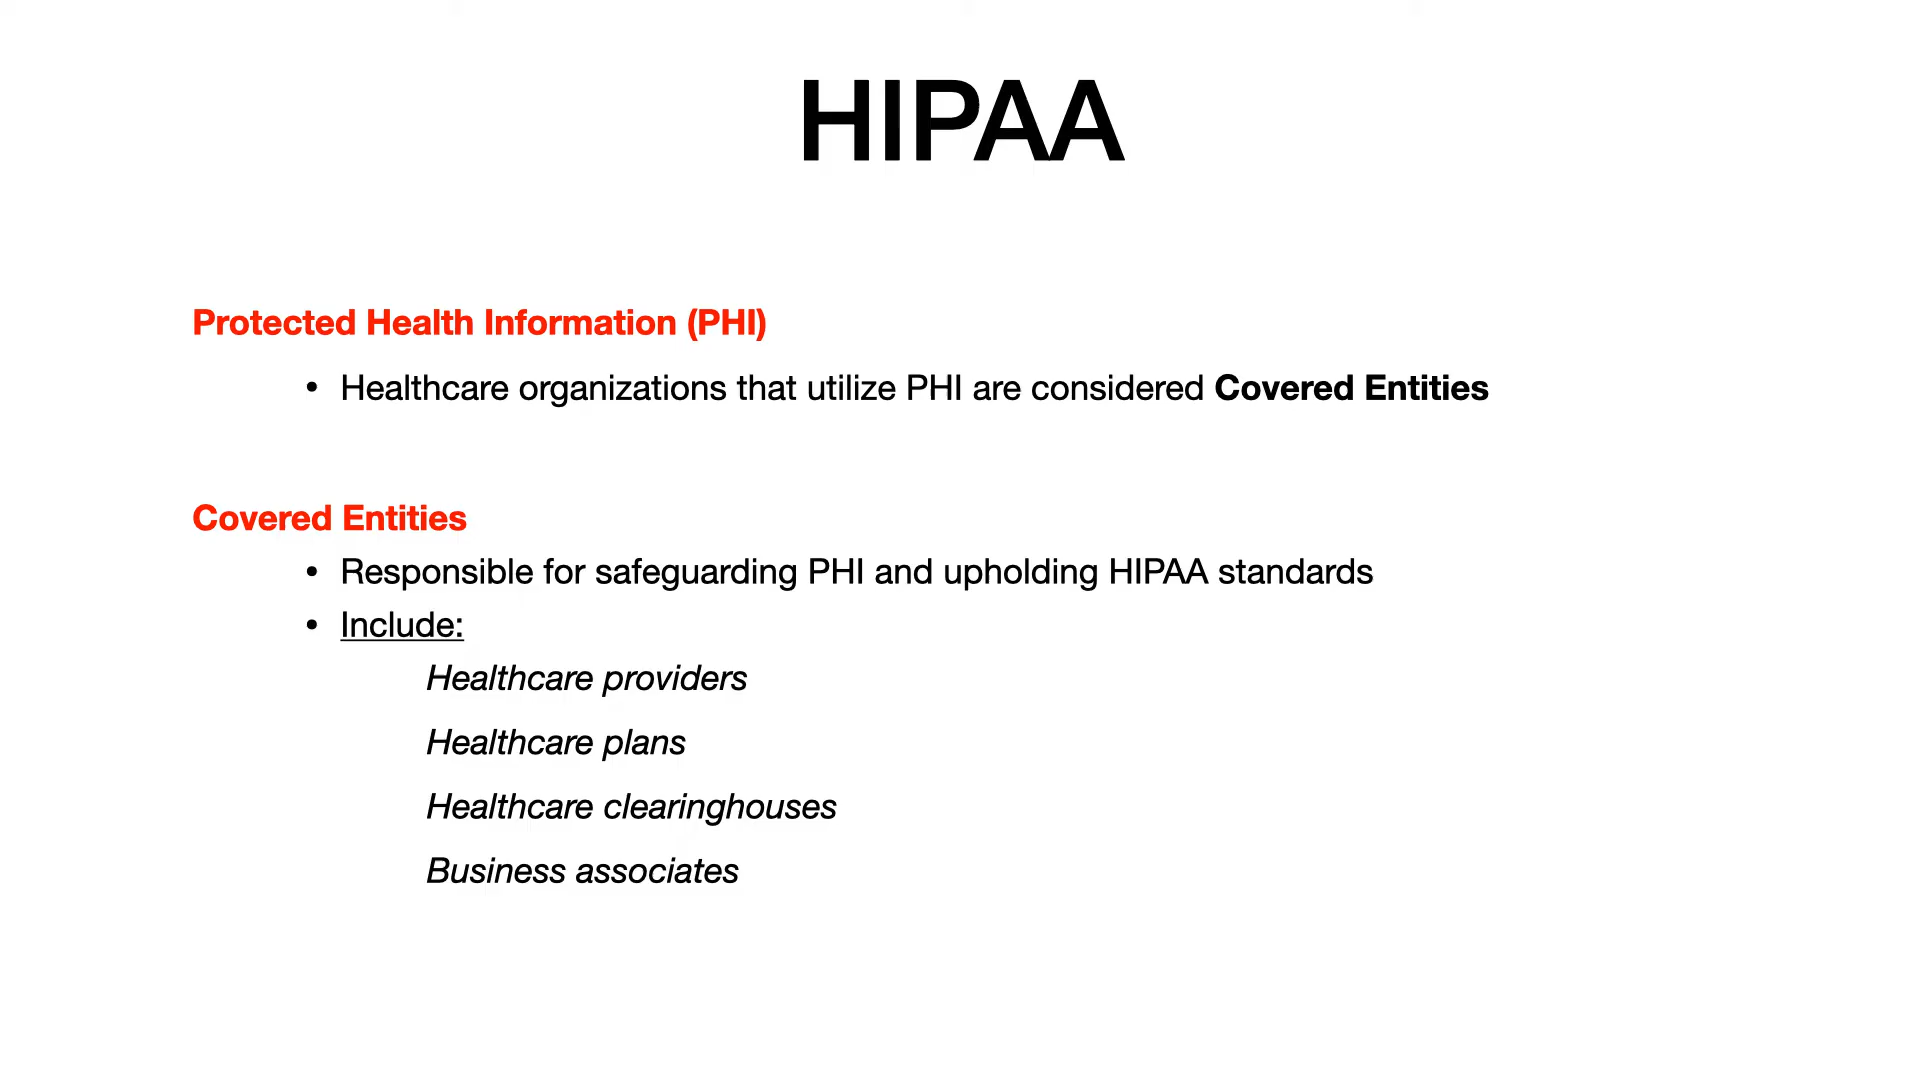 HIPAA
Protected Health Information (PHI)
• Healthcare organizations that utilize PHI are considered Covered Entities
Covered Entities
• Responsible for safeguarding PHI and upholding HIPAA standards
• Include:
Healthcare providers
Healthcare plans
Healthcare clearinghouses
Business associates